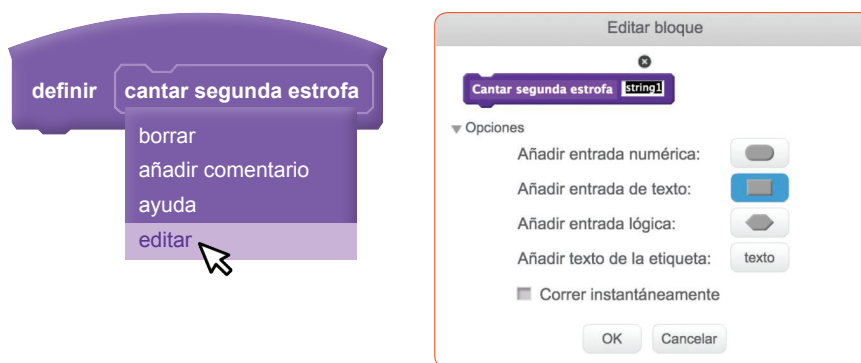 definir cantar segunda estrofa
borrar
añadir comentario
ayuda
editar
Editar bloque
Cantar segunda estrofa string1
Opciones
Añadir entrada numérica:
Añadir entrada de texto:
Añadir entrada lógica:
Añadir texto de la etiqueta: texto
Correr instantáneamente
OK Cancelar